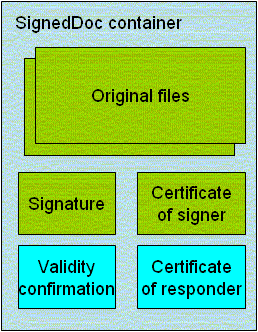 SignedDoc container
Original files
Signature
Certificate
of signer
Validity
confirmation
Certificate
of responder